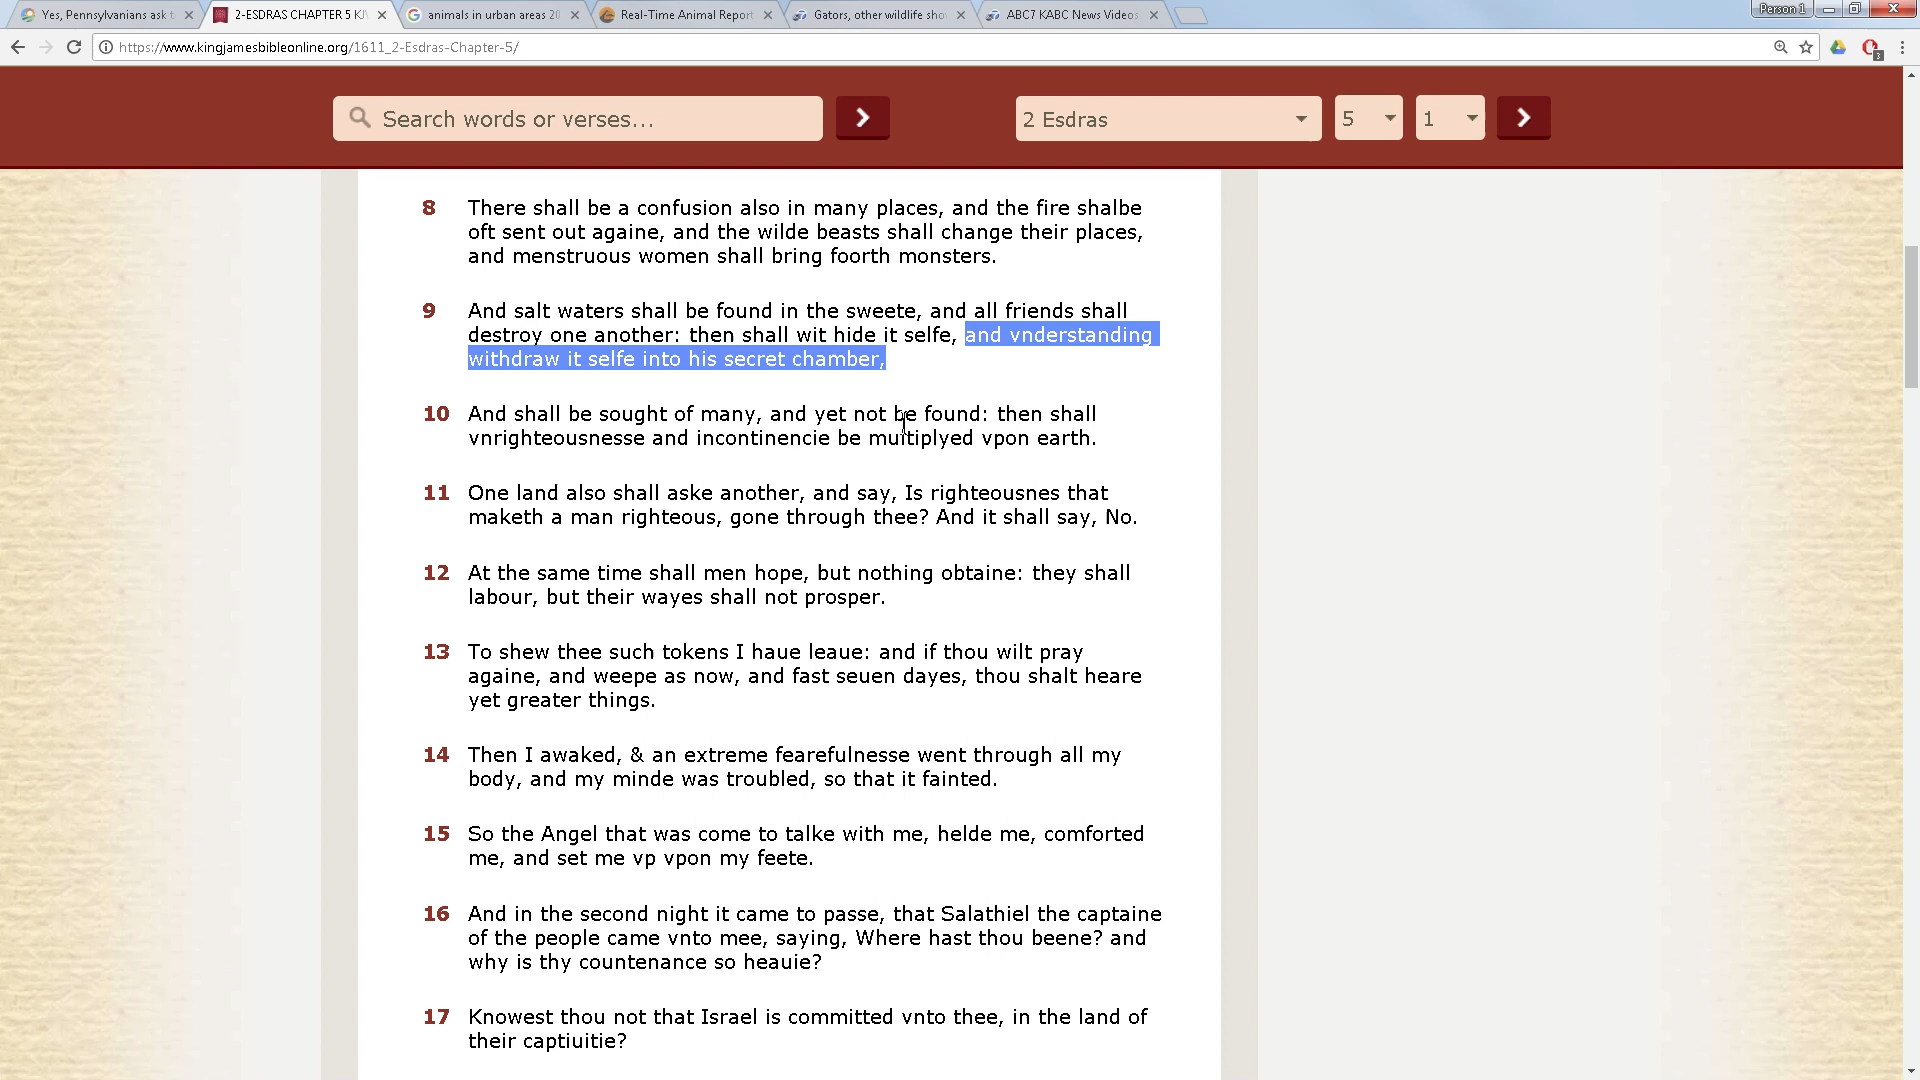 Yes, Pennsylvanians ask t
2-ESDRAS CHAPTER 5 KJV
animals in urban areas 20
Real-Time Animal Report
Gators, other wildlife sho
ABC7 KABC News Videos
Person 1
https://www.kingjamesbibleonline.org/1611_2-Esdras-Chapter-5/
3
Search words or verses...
2 Esdras
5
1
8 There shall be a confusion also in many places, and the fire shalbe
oft sent out againe, and the wilde beasts shall change their places,
and menstruous women shall bring foorth monsters.
9 And salt waters shall be found in the sweete, and all friends shall
destroy one another: then shall wit hide it selfe, and vnderstanding
withdraw it selfe into his secret chamber,
10 And shall be sought of many, and yet not be found: then shall
vnrighteousnesse and incontinencie be multiplyed vpon earth.
11 One land also shall aske another, and say, Is righteousnes that
maketh a man righteous, gone through thee? And it shall say, No.
12 At the same time shall men hope, but nothing obtaine: they shall
labour, but their wayes shall not prosper.
13 To shew thee such tokens I haue leaue: and if thou wilt pray
againe, and weepe as now, and fast seuen dayes, thou shalt heare
yet greater things.
14 Then I awaked, & an extreme fearefulnesse went through all my
body, and my minde was troubled, so that it fainted.
15 So the Angel that was come to talke with me, helde me, comforted
me, and set me vp vpon my feete.
16 And in the second night it came to passe, that Salathiel the captaine
of the people came vnto mee, saying, Where hast thou beene? and
why is thy countenance so heauie?
17 Knowest thou not that Israel is committed vnto thee, in the land of
their captiuitie?